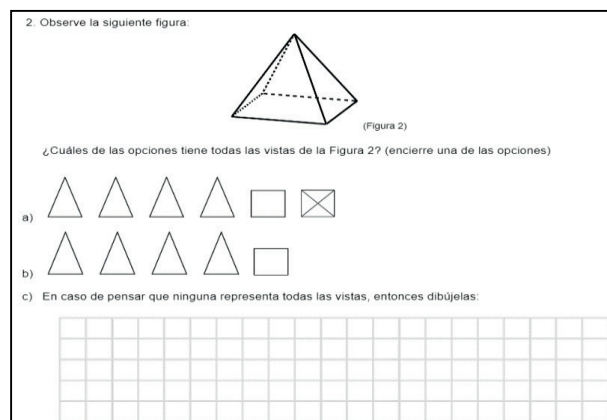 2. Observe la siguiente figura:
(Figura 2)
¿Cuáles de las opciones tiene todas las vistas de la Figura 2? (encierre una de las opciones)
a)
b)
c) En caso de pensar que ninguna representa todas las vistas, entonces dibújelas: